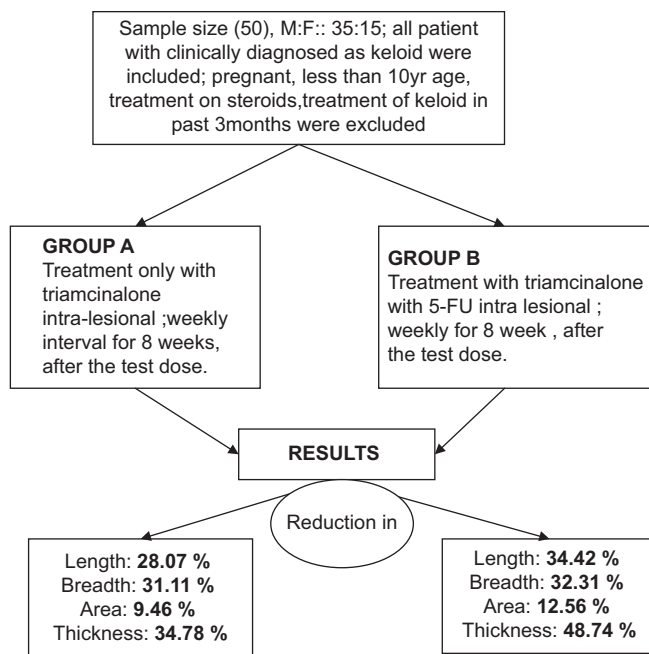 Sample size (50), M:F:: 35:15; all patient
with clinically diagnosed as keloid were
included; pregnant, less than 10yr age,
treatment on steroids,treatment of keloid in
past 3months were excluded
GROUP A
Treatment only with
triamcinalone
intra-lesional ;weekly
interval for 8 weeks,
after the test dose.
GROUP B
Treatment with triamcinalone
with 5-FU intra lesional ;
weekly for 8 week , after
the test dose.
RESULTS
Reduction in
Length: 28.07 %
Breadth: 31.11 %
Area: 9.46 %
Thickness: 34.78 %
Length: 34.42 %
Breadth: 32.31 %
Area: 12.56 %
Thickness: 48.74 %